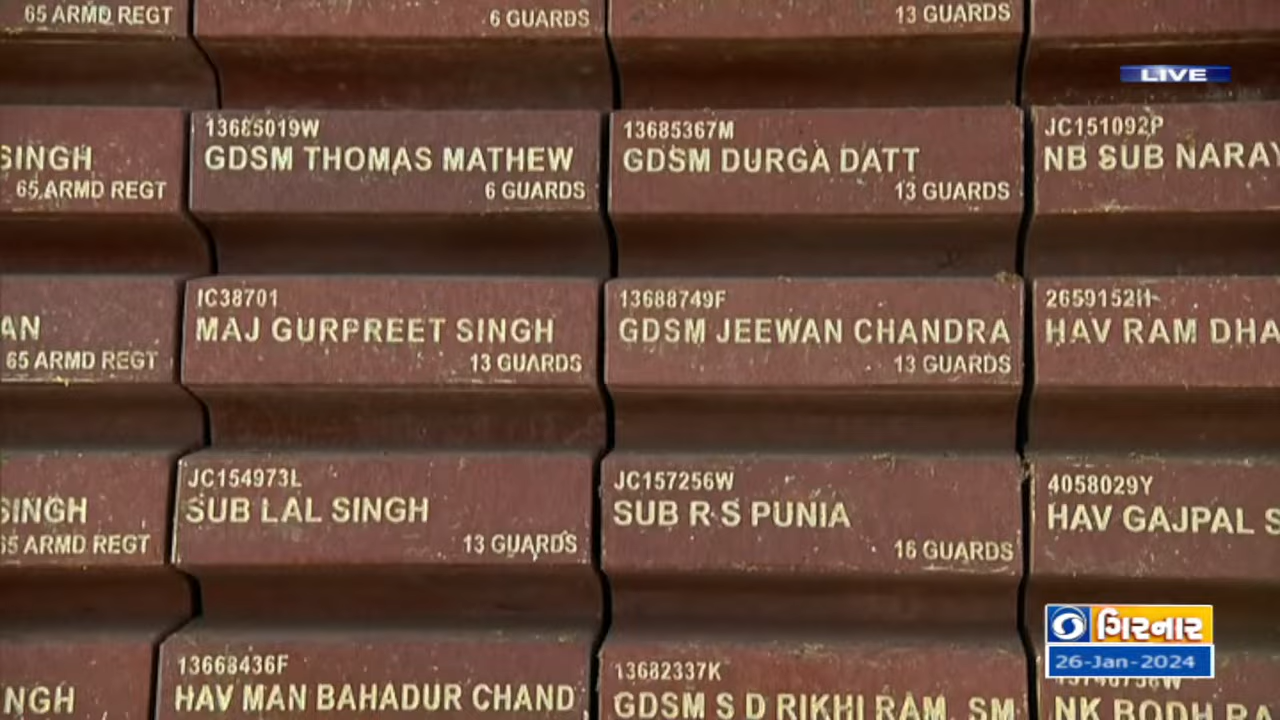 65 ARMD REGT
6 GUARDS
13 GUARDS
LIVE
SINGH
65 ARMD REGT
13685019W
GDSM THOMAS MATHEW
6 GUARDS
13685367M
GDSM DURGA DATT
13 GUARDS
JC151092P
NB SUB NARAY
AN
65 ARMD REGT
IC38701
MAJ GURPREET SINGH
13 GUARDS
13688749F
GDSM JEEWAN CHANDRA
13 GUARDS
2659152H
HAV RAM DHA
SINGH
65 ARMD REGT
JC154973L
SUB LAL SINGH
13 GUARDS
JC157256W
SUB R S PUNIA
16 GUARDS
4058029Y
HAV GAJPAL S
NGH
13668436F
HAV MAN BAHADUR CHAND
13682337K
GDSM S D RIKHI RAM, SM
NK BODH RA
ગિરનાર
26-Jan-2024